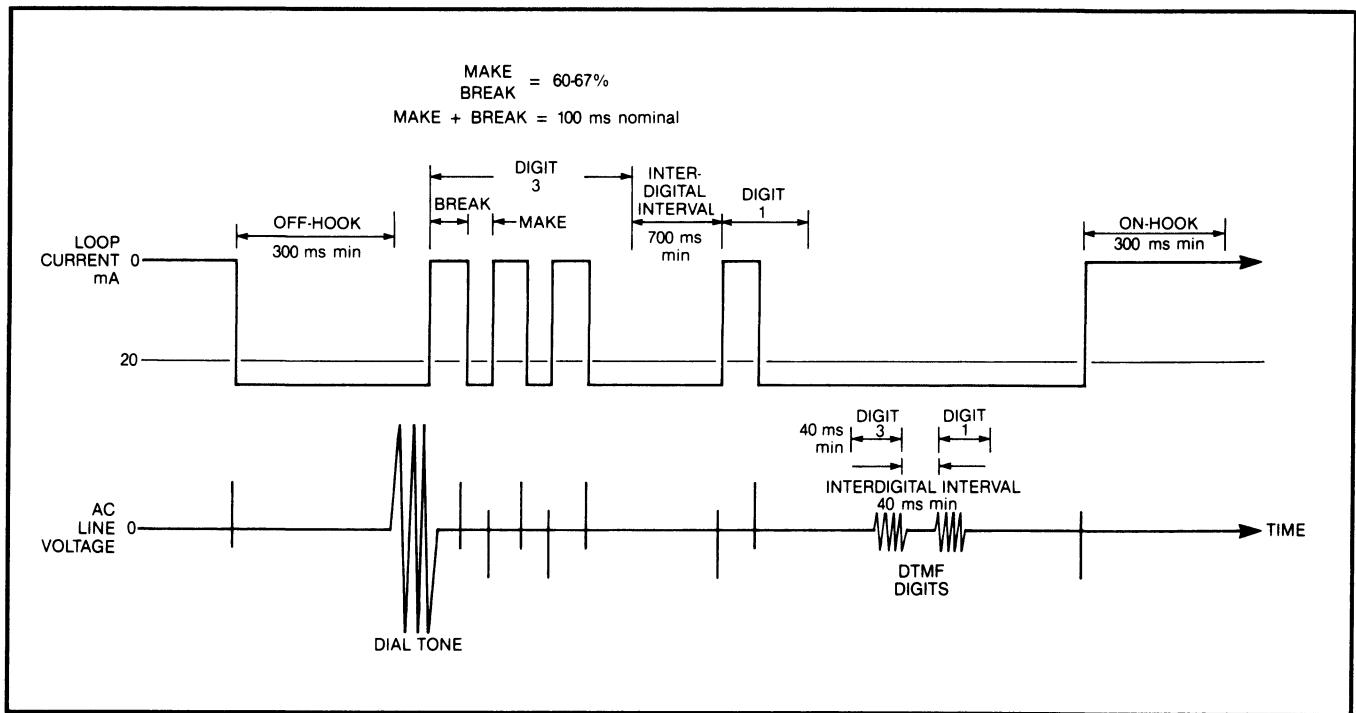 MAKE
BREAK = 60-67%
MAKE + BREAK = 100 ms nominal
DIGIT
3
INTER-
DIGITAL
INTERVAL
700 ms
min
DIGIT
1
BREAK
MAKE
OFF-HOOK
300 ms min
ON-HOOK
300 ms min
LOOP
CURRENT 0
mA
20
40 ms
min
DIGIT
3
DIGIT
1
INTERDIGITAL INTERVAL
40 ms min
AC
LINE 0
VOLTAGE
TIME
DTMF
DIGITS
DIAL TONE